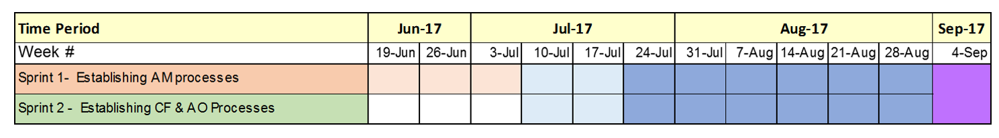 Time Period Jun-17 Jul-17 Aug-17 Sep-17
Week # 19-Jun 26-Jun 3-Jul 10-Jul 17-Jul 24-Jul 31-Jul 7-Aug 14-Aug 21-Aug 28-Aug 4-Sep
Sprint 1- Establishing AM processes
Sprint 2 - Establishing CF & AO Processes